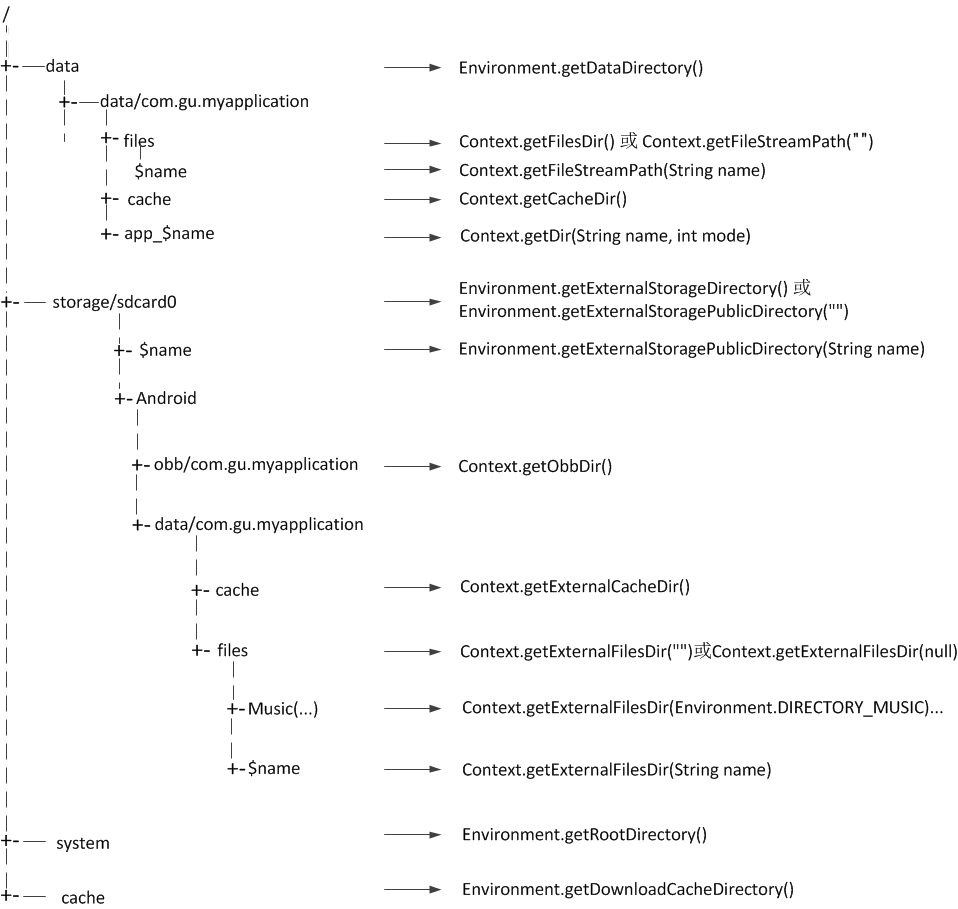 /
+- data Environment.getDataDirectory()
+- data/com.gu.myapplication
+- files Context.getFilesDir() 或 Context.getFileStreamPath("")
$name Context.getFileStreamPath(String name)
+- cache Context.getCacheDir()
+- app_$name Context.getDir(String name, int mode)
+- storage/sdcard0 Environment.getExternalStorageDirectory() 或
Environment.getExternalStoragePublicDirectory("")
+- $name Environment.getExternalStoragePublicDirectory(String name)
+- Android
+- obb/com.gu.myapplication Context.getObbDir()
+- data/com.gu.myapplication
+- cache Context.getExternalCacheDir()
+- files Context.getExternalFilesDir("")或Context.getExternalFilesDir(null)
+- Music(...) Context.getExternalFilesDir(Environment.DIRECTORY_MUSIC)...
+- $name Context.getExternalFilesDir(String name)
+- system Environment.getRootDirectory()
+- cache Environment.getDownloadCacheDirectory()